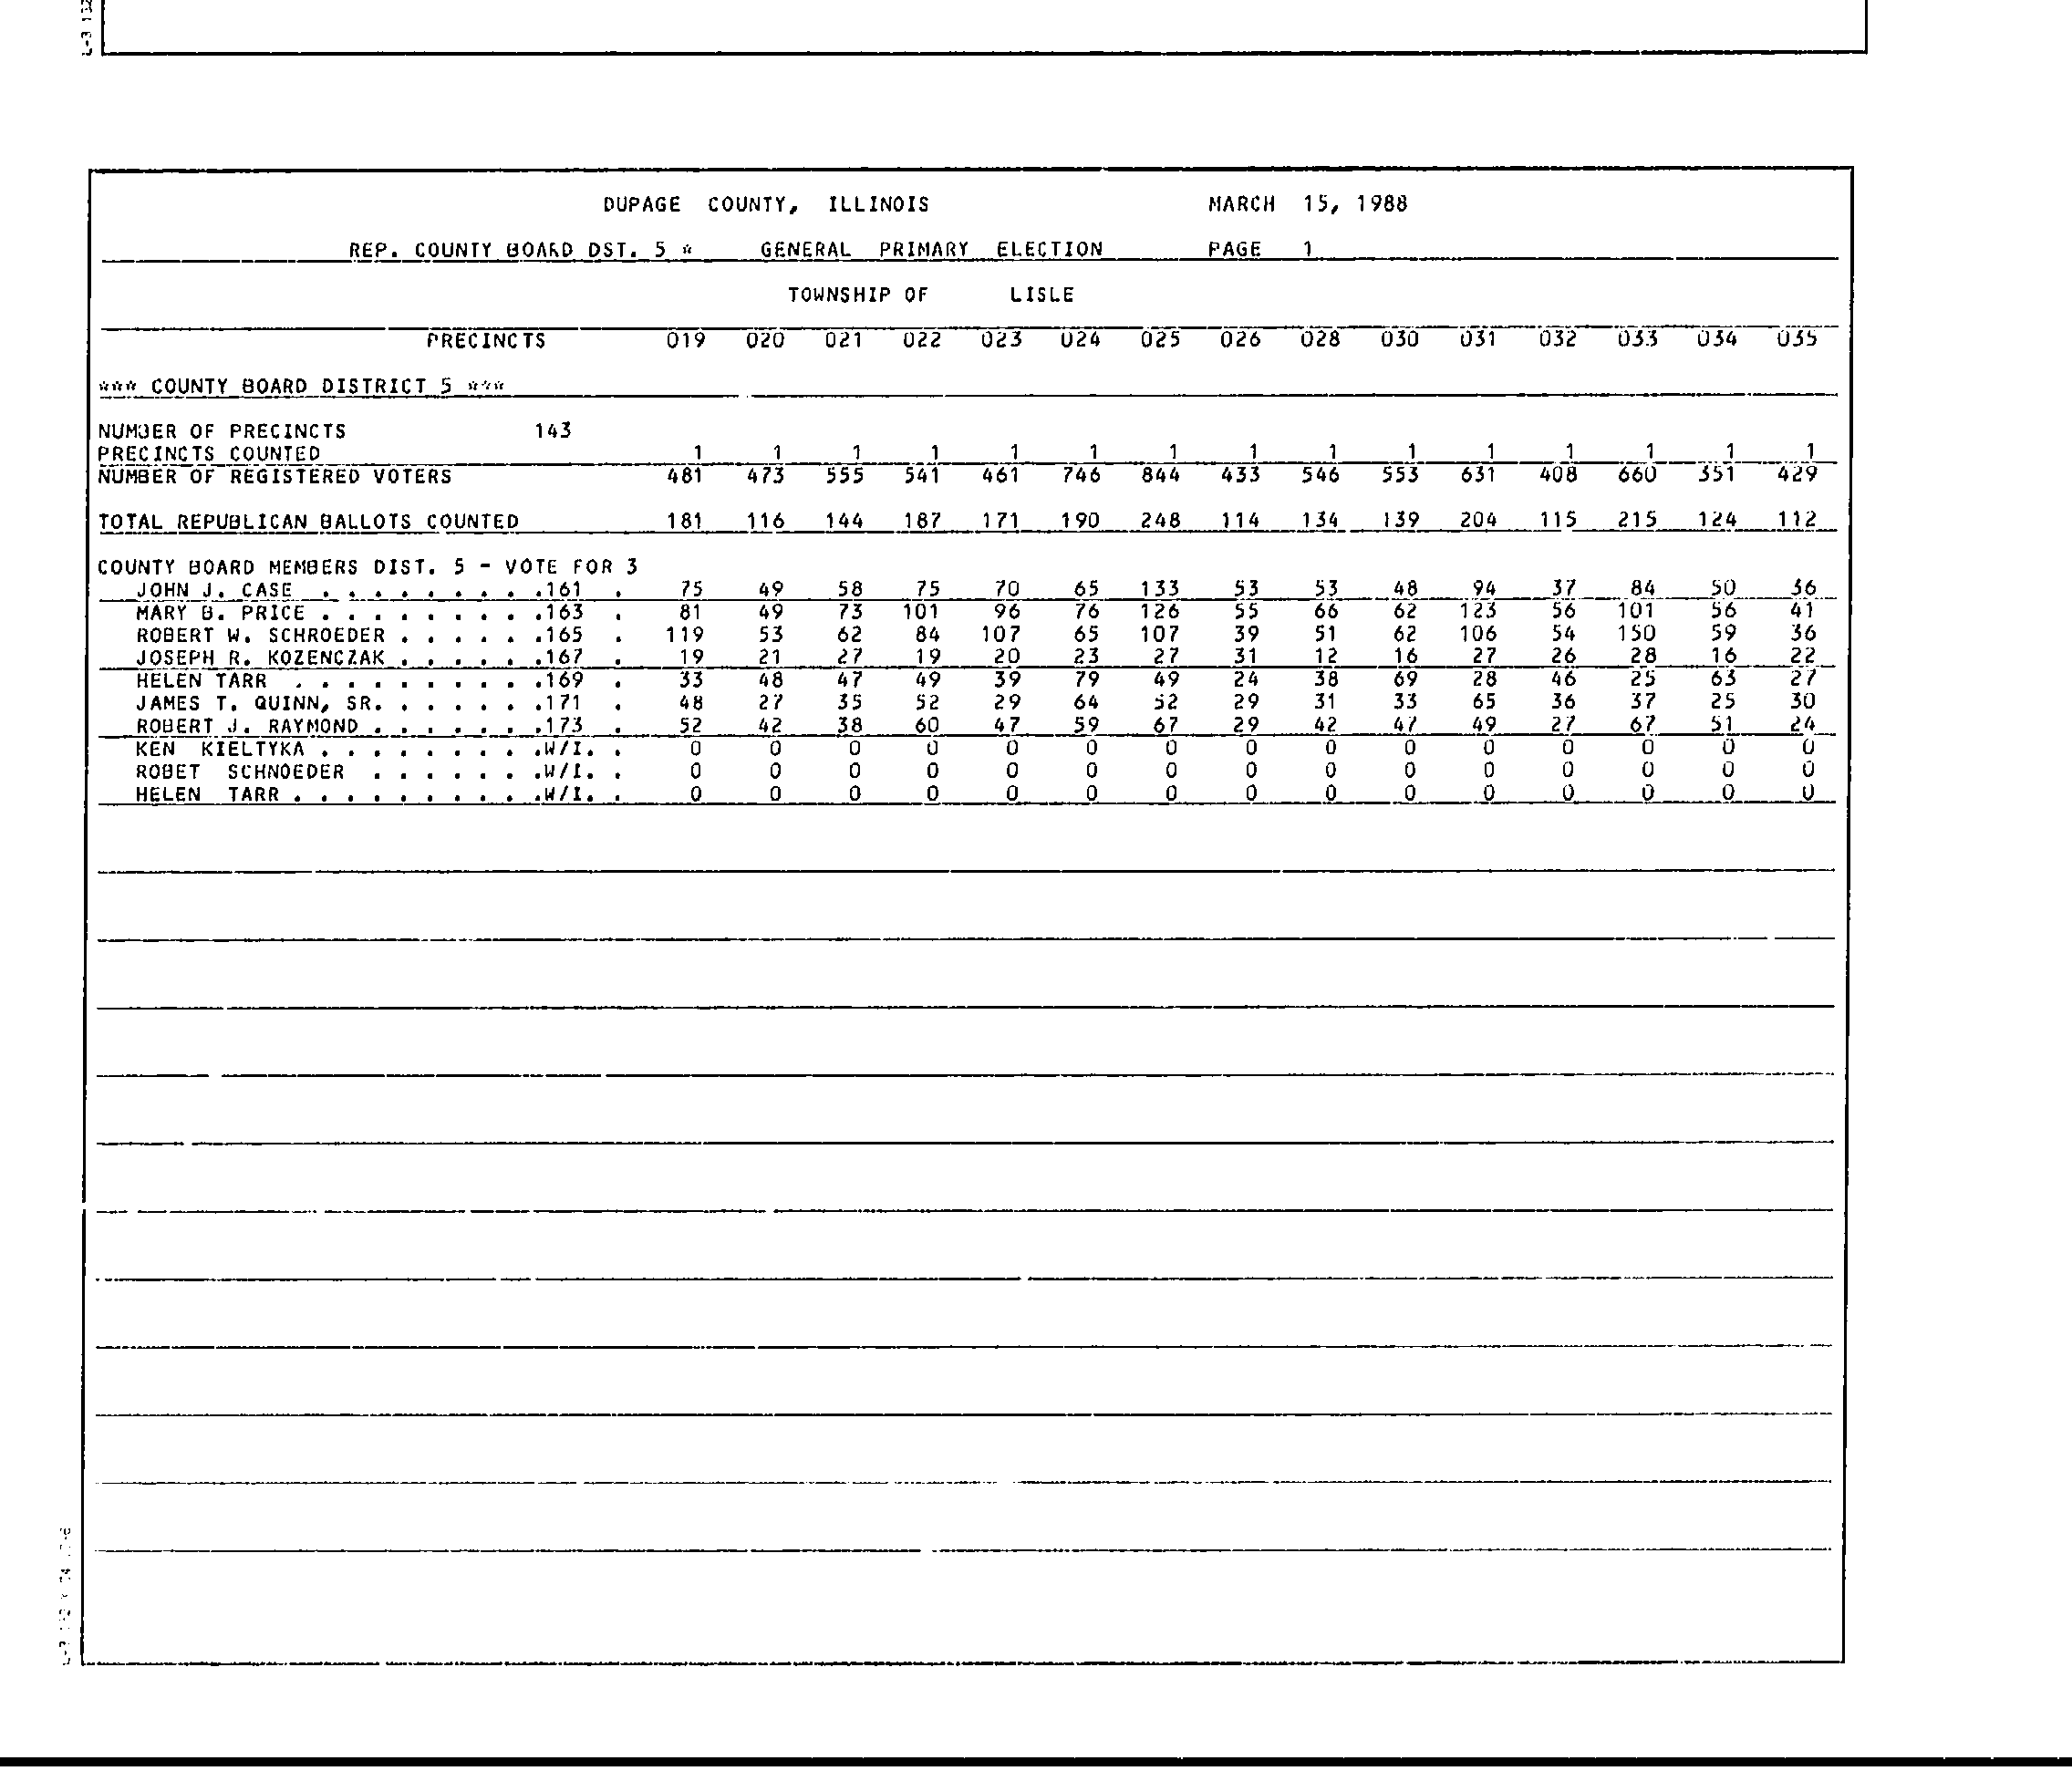 DUPAGE COUNTY, ILLINOIS MARCH 15, 1988
REP. COUNTY BOARD DST. 5 * GENERAL PRIMARY ELECTION PAGE 1
TOWNSHIP OF LISLE
PRECINCTS 019 020 021 022 023 024 025 026 028 030 031 032 033 034 035
*** COUNTY BOARD DISTRICT 5 ***
NUMBER OF PRECINCTS 143
PRECINCTS COUNTED 1 1 1 1 1 1 1 1 1 1 1 1 1 1 1
NUMBER OF REGISTERED VOTERS 481 473 555 541 461 746 844 433 546 553 631 408 660 351 429
TOTAL REPUBLICAN BALLOTS COUNTED 181 116 144 187 171 190 248 114 134 139 204 115 215 124 112
COUNTY BOARD MEMBERS DIST. 5 - VOTE FOR 3
JOHN J. CASE . . . . . . . . .161 . 75 49 58 75 70 65 133 53 53 48 94 37 84 50 36
MARY B. PRICE . . . . . . . . .163 . 81 49 73 101 96 76 126 55 66 62 123 56 101 56 41
ROBERT W. SCHROEDER . . . . . .165 . 119 53 62 84 107 65 107 39 51 62 106 54 150 59 36
JOSEPH R. KOZENCZAK . . . . . .167 . 19 21 27 19 20 23 27 31 12 16 27 26 28 16 22
HELEN TARR . . . . . . . . . .169 . 33 48 47 49 39 79 49 24 38 69 28 46 25 63 27
JAMES T. QUINN, SR. . . . . . .171 . 48 27 35 52 29 64 52 29 31 33 65 36 37 25 30
ROBERT J. RAYMOND . . . . . . .173 . 52 42 38 60 47 59 67 29 42 47 49 27 67 51 24
KEN KIELTYKA . . . . . . . . .W/I. . 0 0 0 0 0 0 0 0 0 0 0 0 0 0 0
ROBET SCHNOEDER . . . . . . .W/I. . 0 0 0 0 0 0 0 0 0 0 0 0 0 0 0
HELEN TARR . . . . . . . . . .W/I. . 0 0 0 0 0 0 0 0 0 0 0 0 0 0 0